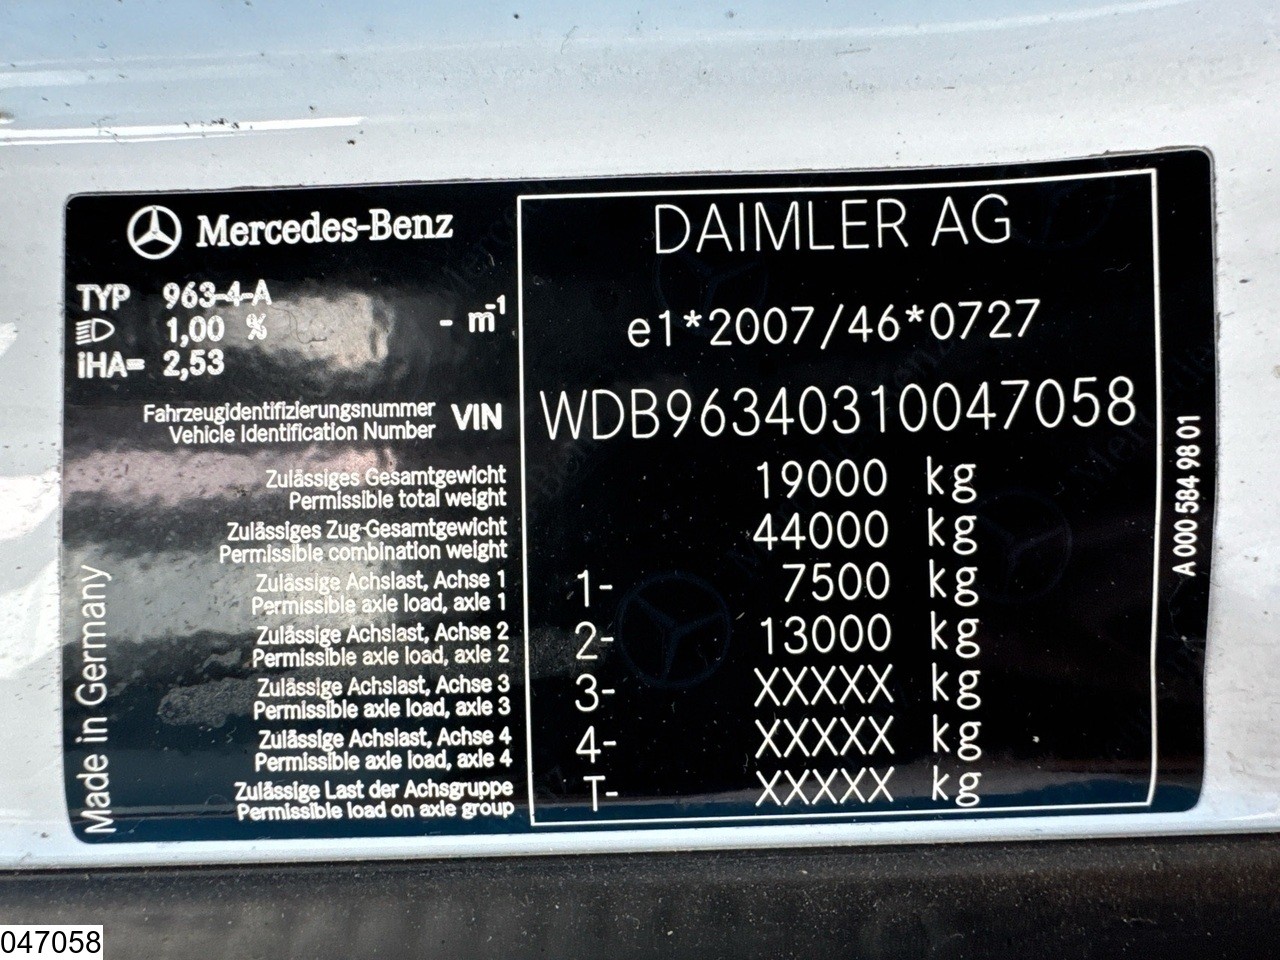 Mercedes-Benz
TYP 963-4-A
1,00 %
- m⁻¹
iHA= 2,53
DAIMLER AG
e1*2007/46*0727
Fahrzeugidentifizierungsnummer
Vehicle Identification Number
VIN WDB96340310047058
Zulässiges Gesamtgewicht
Permissible total weight
19000 kg
Zulässiges Zug-Gesamtgewicht
Permissible combination weight
44000 kg
Zulässige Achslast, Achse 1
Permissible axle load, axle 1
1- 7500 kg
Zulässige Achslast, Achse 2
Permissible axle load, axle 2
2- 13000 kg
Zulässige Achslast, Achse 3
Permissible axle load, axle 3
3- XXXXX kg
Zulässige Achslast, Achse 4
Permissible axle load, axle 4
4- XXXXX kg
Zulässige Last der Achsgruppe
Permissible load on axle group
T- XXXXX kg
Made in Germany
A 000 584 98 01
047058